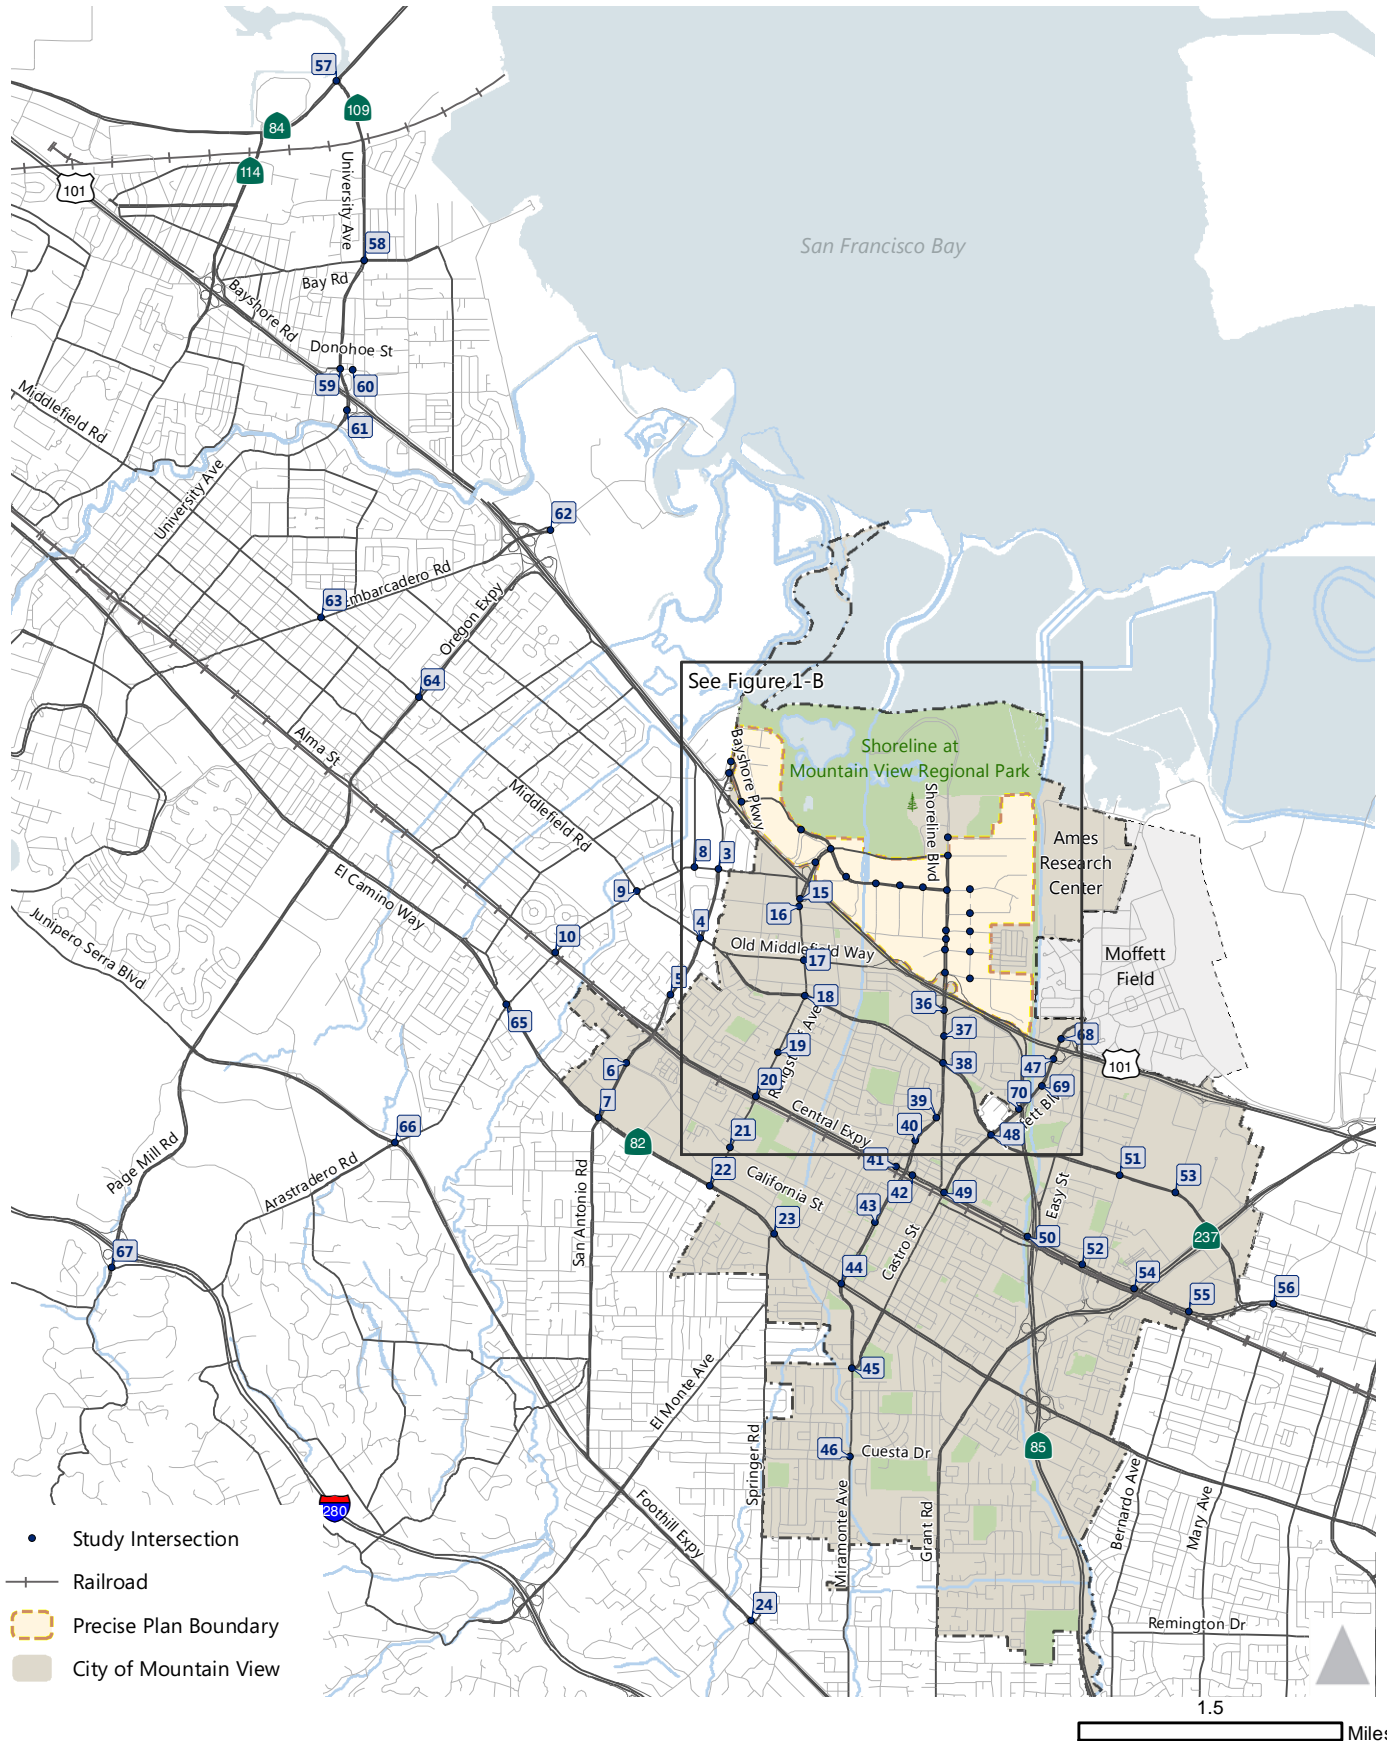 57
109
84
114
101
University Ave
San Francisco Bay
58
Bay Rd
Bayshore Rd
Donohoe St
59
60
61
Middlefield Rd
University Ave
62
Embarcadero Rd
63
Oregon Expy
64
See Figure 1-B
Bayshore Pkwy
Shoreline at
Mountain View Regional Park
Shoreline Blvd
Alma St
Middlefield Rd
Ames
Research
Center
8
3
9
15
16
4
El Camino Way
Junipero Serra Blvd
10
Old Middlefield Way
17
Moffett
Field
5
18
36
65
37
68
19
38
47
101
6
20
69
70
7
39
Central Expy
40
48
66
82
21
41
51
Page Mill Rd
Arastradero Rd
22
California St
42
49
53
San Antonio Rd
43
Easy St
23
Castro St
50
237
67
52
44
54
55
56
El Monte Ave
45
Springer Rd
46
Cuesta Dr
85
Miramonte Ave
Grant Rd
Bernardo Ave
Mary Ave
280
Foothill Expy
24
Remington Dr
Study Intersection
Railroad
Precise Plan Boundary
City of Mountain View
1.5
Miles